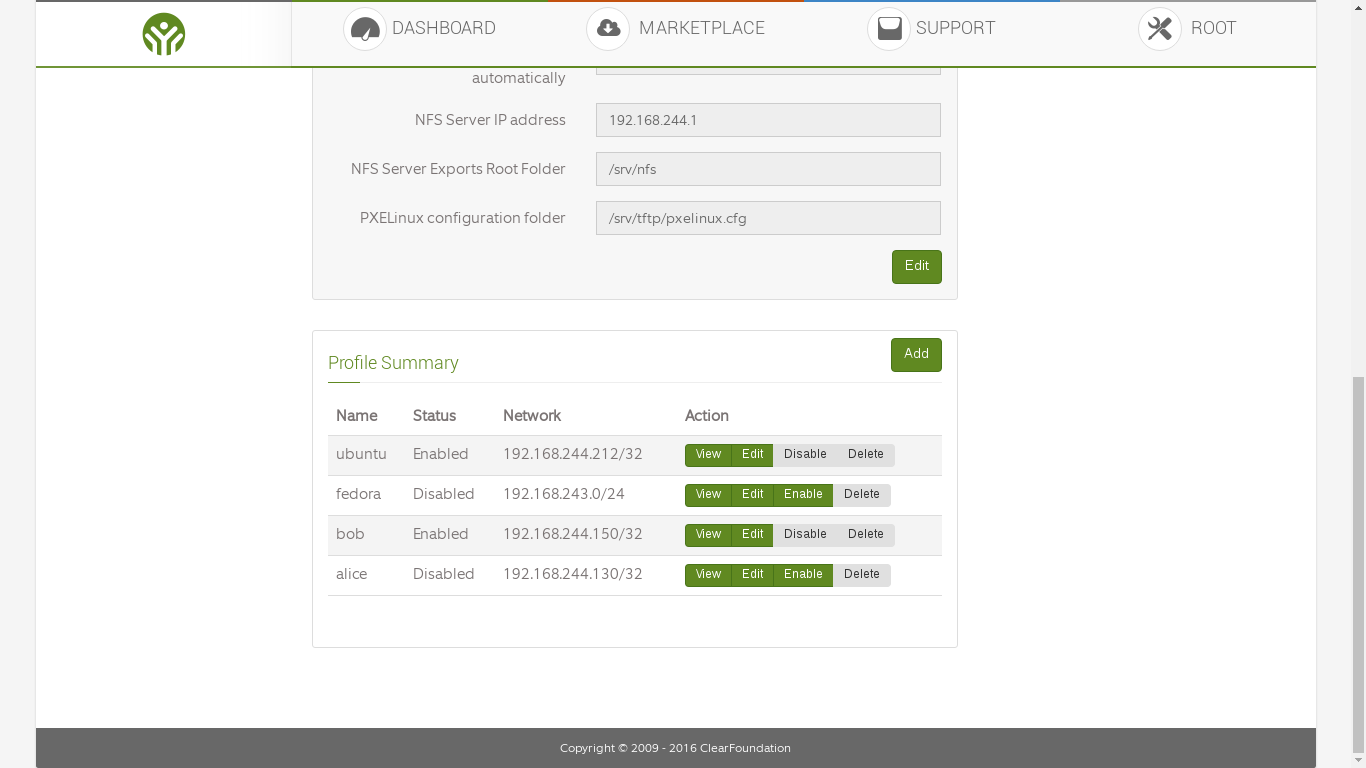 DASHBOARD MARKETPLACE SUPPORT ROOT
automatically
NFS Server IP address 192.168.244.1
NFS Server Exports Root Folder /srv/nfs
PXELinux configuration folder /srv/tftp/pxelinux.cfg
Edit
Profile Summary Add
Name Status Network Action
ubuntu Enabled 192.168.244.212/32 View Edit Disable Delete
fedora Disabled 192.168.243.0/24 View Edit Enable Delete
bob Enabled 192.168.244.150/32 View Edit Disable Delete
alice Disabled 192.168.244.130/32 View Edit Enable Delete
Copyright © 2009 - 2016 ClearFoundation